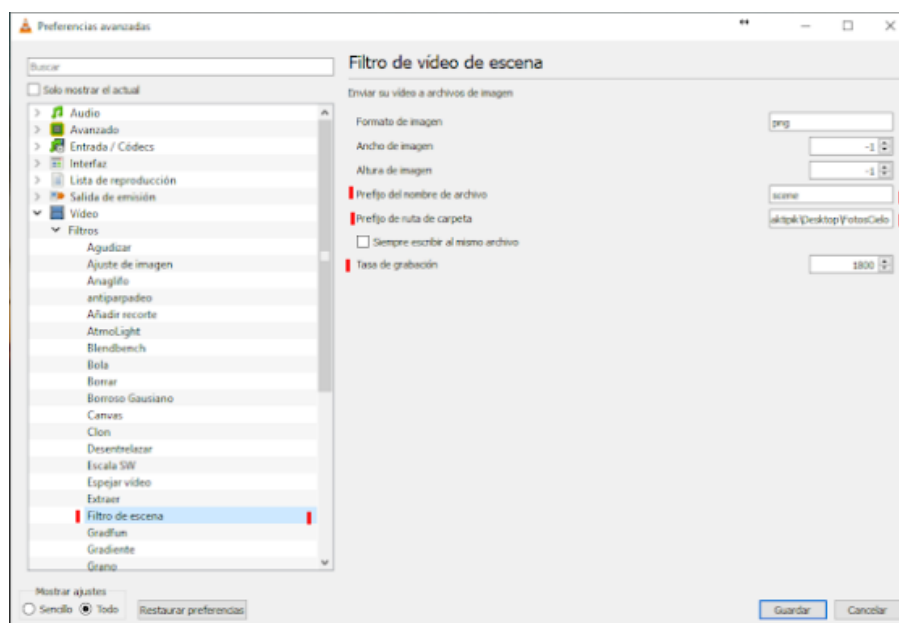 Preferencias avanzadas
Buscar
Solo mostrar el actual
Audio
Avanzado
Entrada / Códecs
Interfaz
Lista de reproducción
Salida de emisión
Vídeo
Filtros
Agudizar
Ajuste de imagen
Anaglifo
antiparpadeo
Añadir recorte
AtmoLight
Blendbench
Bola
Borrar
Borroso Gausiano
Canvas
Clon
Desentrelazar
Escala SW
Espejar vídeo
Extraer
Filtro de escena
Gradfun
Gradiente
Grano
Mostrar ajustes
Sencillo Todo Restaurar preferencias
Filtro de vídeo de escena
Enviar su vídeo a archivos de imagen
Formato de imagen png
Ancho de imagen -1
Altura de imagen -1
Prefijo del nombre de archivo scene
Prefijo de ruta de carpeta aktipik\Desktop\FotosCielo
Siempre escribir al mismo archivo
Tasa de grabación 1800
Guardar Cancelar